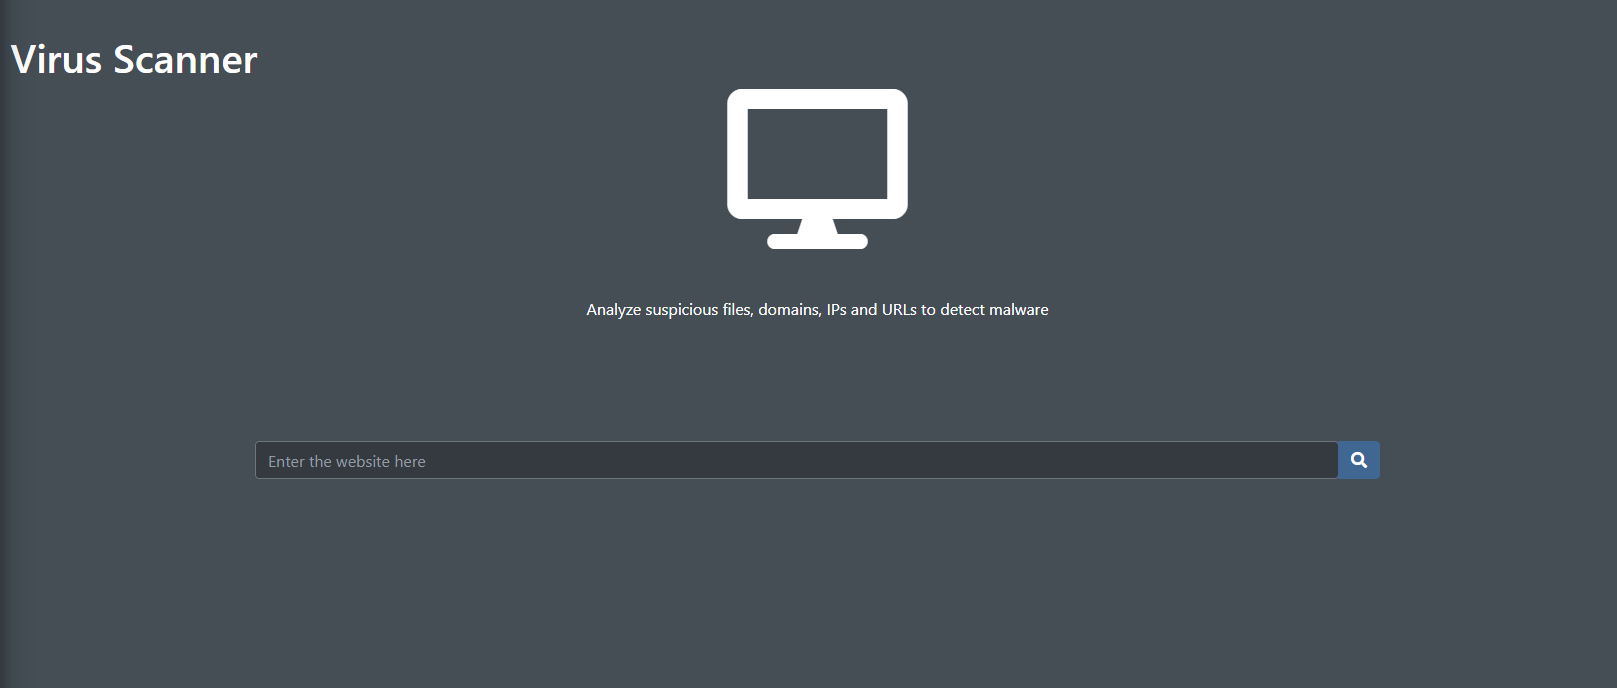 Virus Scanner
Analyze suspicious files, domains, IPs and URLs to detect malware
Enter the website here